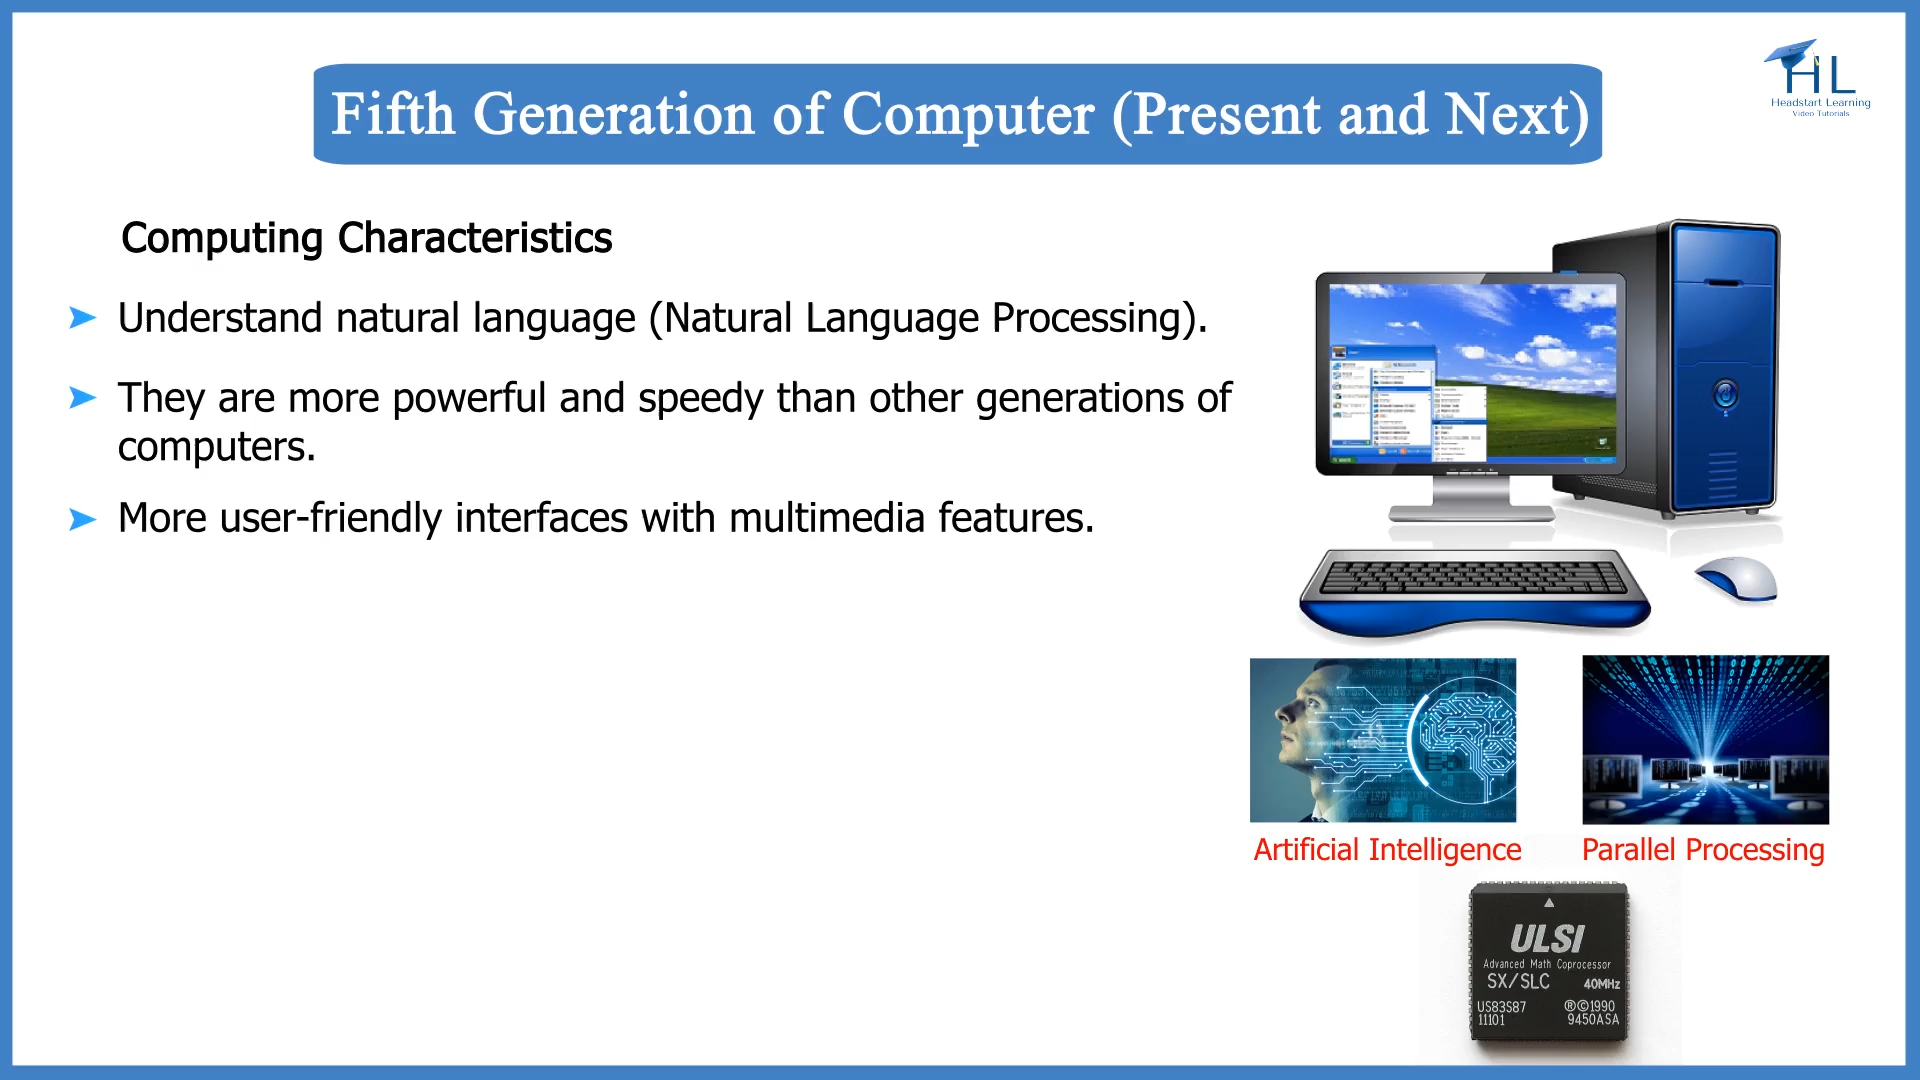 HL
Headstart Learning
Video Tutorials
Fifth Generation of Computer (Present and Next)
Computing Characteristics
Understand natural language (Natural Language Processing).
They are more powerful and speedy than other generations of
computers.
More user-friendly interfaces with multimedia features.
Artificial Intelligence
Parallel Processing
ULSI
Advanced Math Coprocessor
SX/SLC 40MHz
US83S87 ®©1990
11101 9450ASA